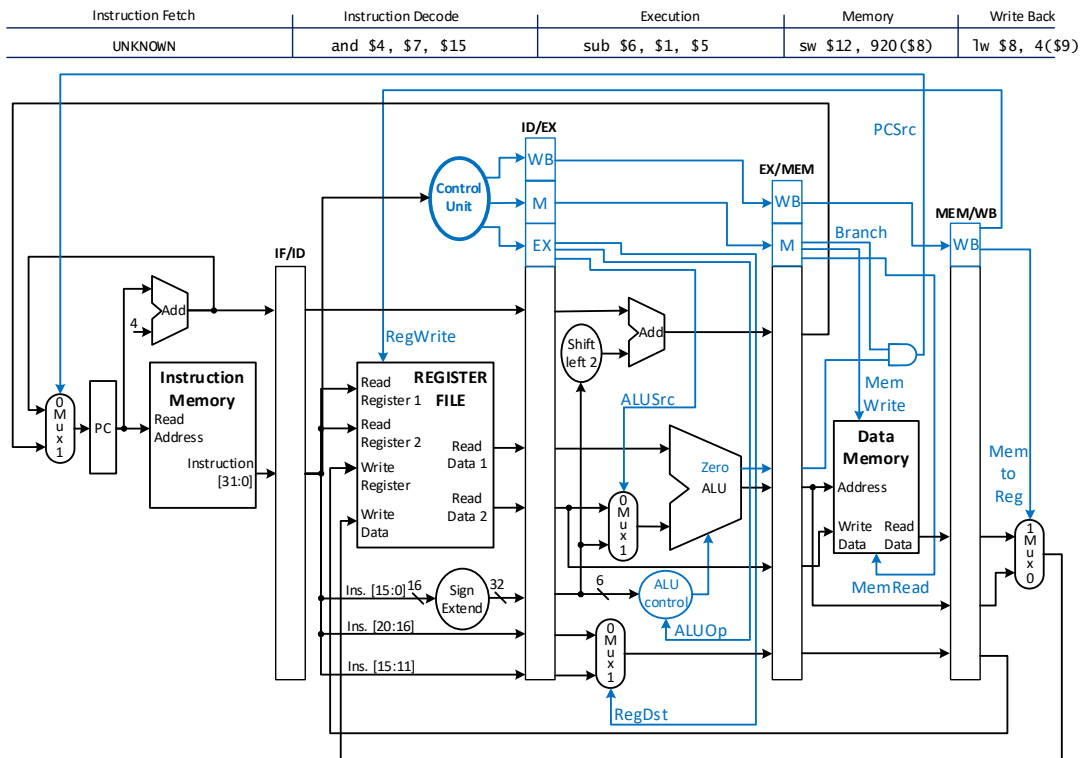 Instruction Fetch Instruction Decode Execution Memory Write Back
UNKNOWN and $4, $7, $15 sub $6, $1, $5 sw $12, 920($8) lw $8, 4($9)
PCSrc
ID/EX
WB
Control
Unit
M
EX
EX/MEM
WB
M
Branch
MEM/WB
WB
IF/ID
Add
4
Add
Shift
left 2
RegWrite
Instruction
Memory
Read
Address
Instruction
[31:0]
0
M
u
x
1
PC
REGISTER
FILE
Read
Register 1
Read
Register 2
Write
Register
Write
Data
Read
Data 1
Read
Data 2
ALUSrc
0
M
u
x
1
Zero
ALU
Mem
Write
Data
Memory
Address
Write
Data
Read
Data
MemRead
Mem
to
Reg
1
M
u
x
0
Ins. [15:0]
16
Sign
Extend
32
6
ALU
control
ALUOp
Ins. [20:16]
Ins. [15:11]
0
M
u
x
1
RegDst